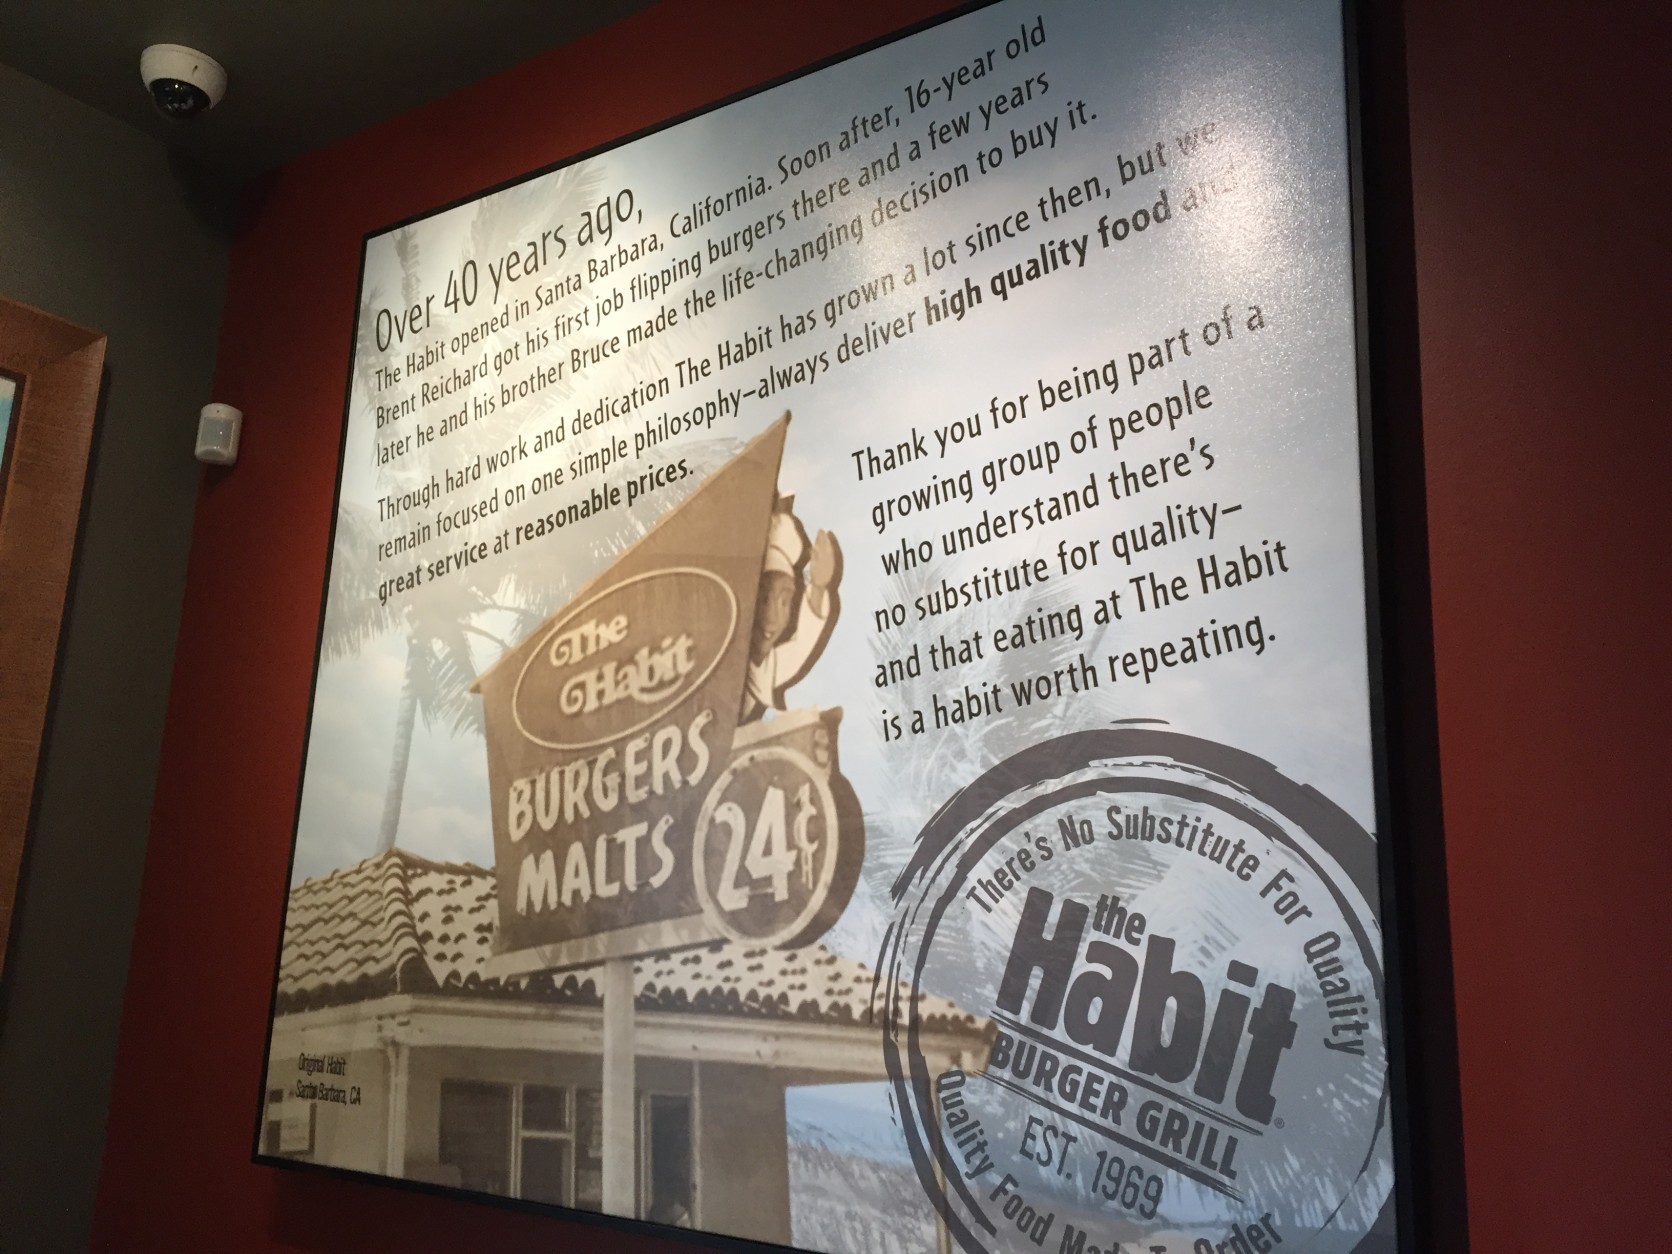 Over 40 years ago,
The Habit opened in Santa Barbara, California. Soon after, 16-year old
Brent Reichard got his first job flipping burgers there and a few years
later he and his brother Bruce made the life-changing decision to buy it.
Through hard work and dedication The Habit has grown a lot since then, but we
remain focused on one simple philosophy–always deliver high quality food and
great service at reasonable prices.
Thank you for being part of a
growing group of people
who understand there's
no substitute for quality–
and that eating at The Habit
is a habit worth repeating.
The
Habit
BURGERS
MALTS
24¢
Original Habit
Santa Barbara, CA
There's No Substitute For Quality
the
Habit®
BURGER GRILL
EST. 1969
Quality Food Made To Order